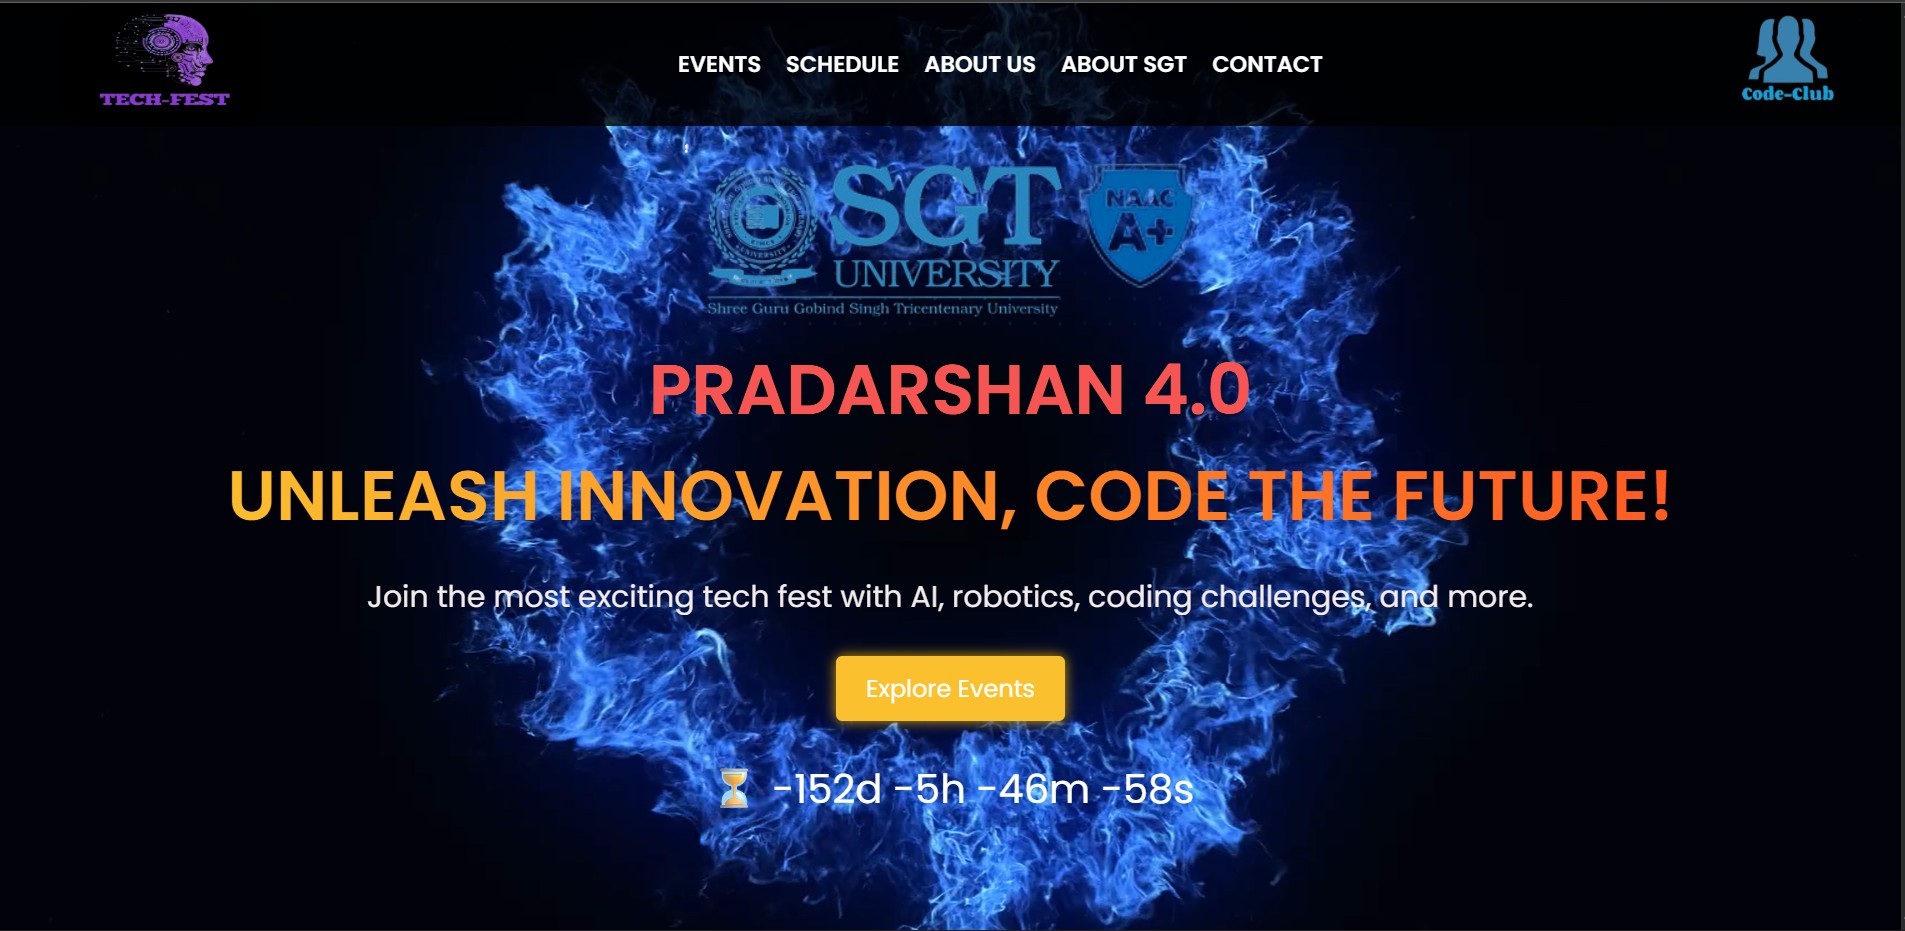 TECH-FEST
EVENTS SCHEDULE ABOUT US ABOUT SGT CONTACT
Code-Club
SGT
UNIVERSITY
Shree Guru Gobind Singh Tricentenary University
NAAC
A+
PRADARSHAN 4.0
UNLEASH INNOVATION, CODE THE FUTURE!
Join the most exciting tech fest with AI, robotics, coding challenges, and more.
Explore Events
⏳ -152d -5h -46m -58s